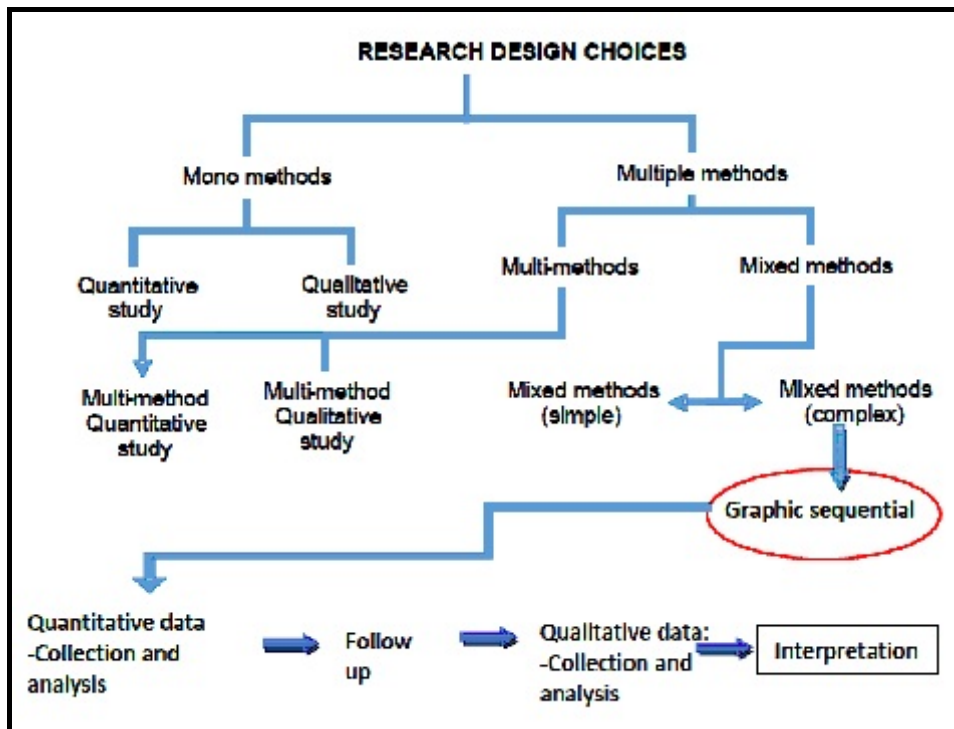 RESEARCH DESIGN CHOICES
Mono methods
Multiple methods
Quantitative
study
Qualitative
study
Multi-methods
Mixed methods
Multi-method
Quantitative
study
Multi-method
Qualitative
study
Mixed methods
(simple)
Mixed methods
(complex)
Graphic sequential
Quantitative data
-Collection and
analysis
Follow
up
Qualtative data:
-Collection and
analysis
Interpretation